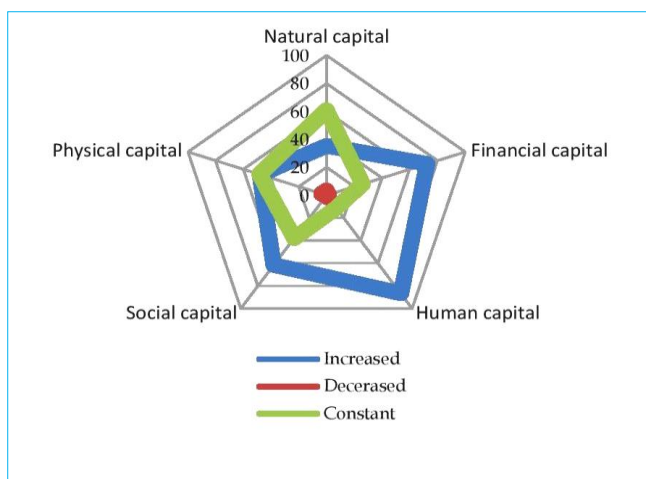 Natural capital
100
80
60
40
20
0
Physical capital
Financial capital
Social capital
Human capital
Increased
Decerased
Constant